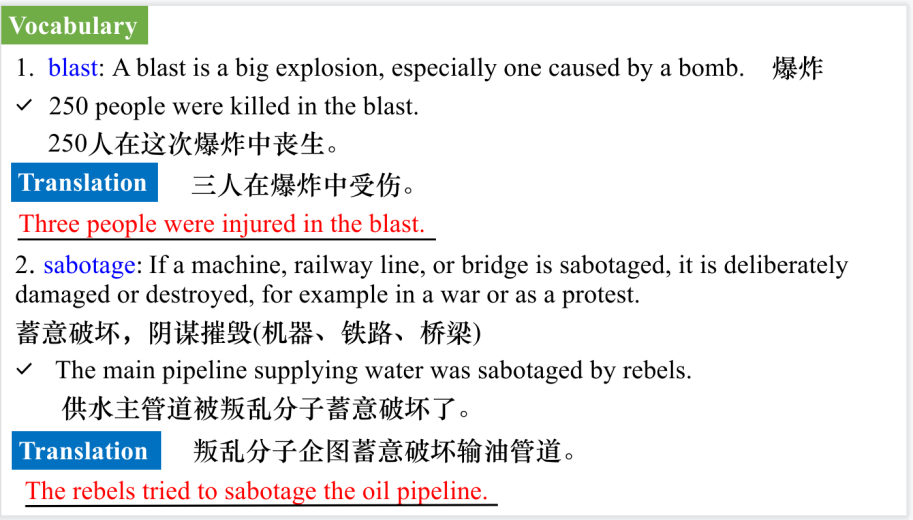 Vocabulary
1. blast: A blast is a big explosion, especially one caused by a bomb. 爆炸
✓ 250 people were killed in the blast.
250人在这次爆炸中丧生。
Translation 三人在爆炸中受伤。
Three people were injured in the blast.
2. sabotage: If a machine, railway line, or bridge is sabotaged, it is deliberately
damaged or destroyed, for example in a war or as a protest.
蓄意破坏，阴谋摧毁(机器、铁路、桥梁)
✓ The main pipeline supplying water was sabotaged by rebels.
供水主管道被叛乱分子蓄意破坏了。
Translation 叛乱分子企图蓄意破坏输油管道。
The rebels tried to sabotage the oil pipeline.